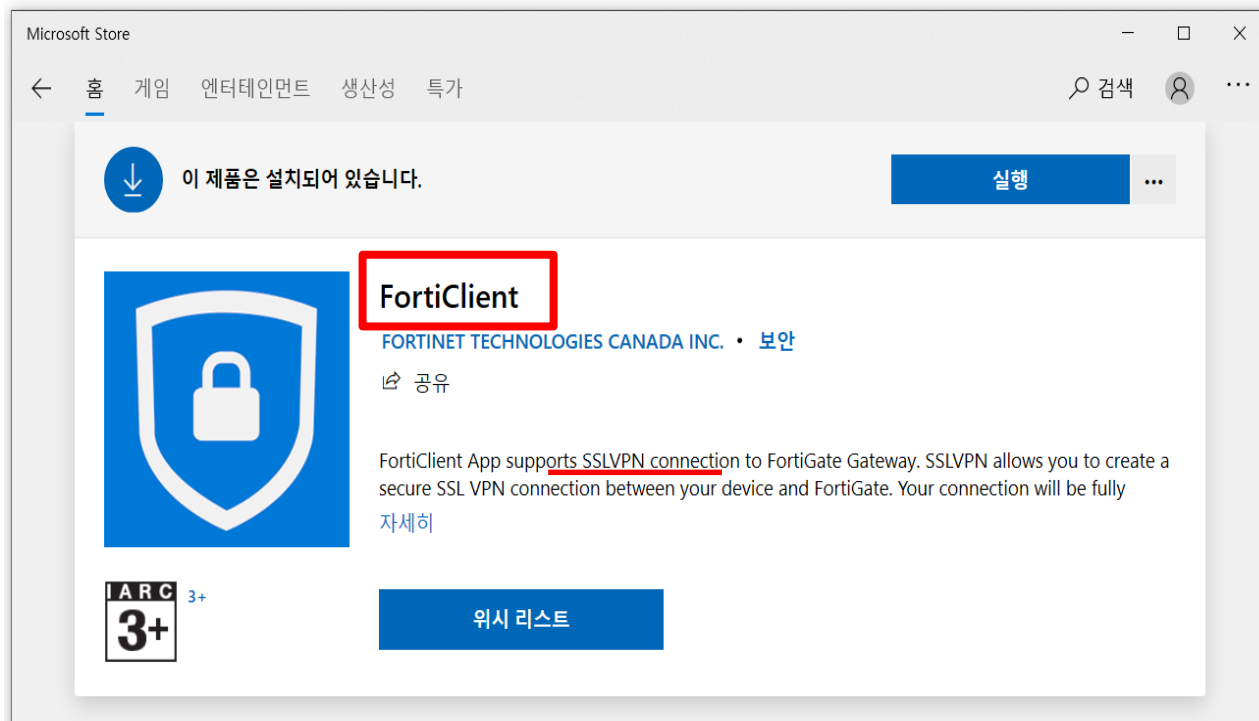 Microsoft Store
홈 게임 엔터테인먼트 생산성 특가 검색
이 제품은 설치되어 있습니다. 실행
FortiClient
FORTINET TECHNOLOGIES CANADA INC. • 보안
공유
FortiClient App supports SSLVPN connection to FortiGate Gateway. SSLVPN allows you to create a
secure SSL VPN connection between your device and FortiGate. Your connection will be fully
자세히
IARC
3+
3+
위시 리스트